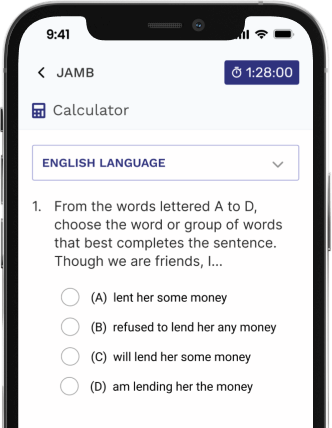 9:41
JAMB
1:28:00
Calculator
ENGLISH LANGUAGE
1. From the words lettered A to D,
choose the word or group of words
that best completes the sentence.
Though we are friends, I...
(A) lent her some money
(B) refused to lend her any money
(C) will lend her some money
(D) am lending her the money